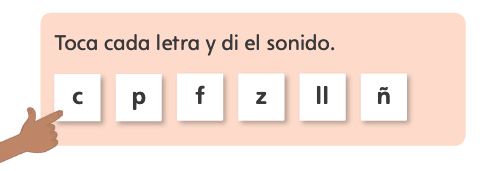 Toca cada letra y di el sonido.
c p f z ll ñ